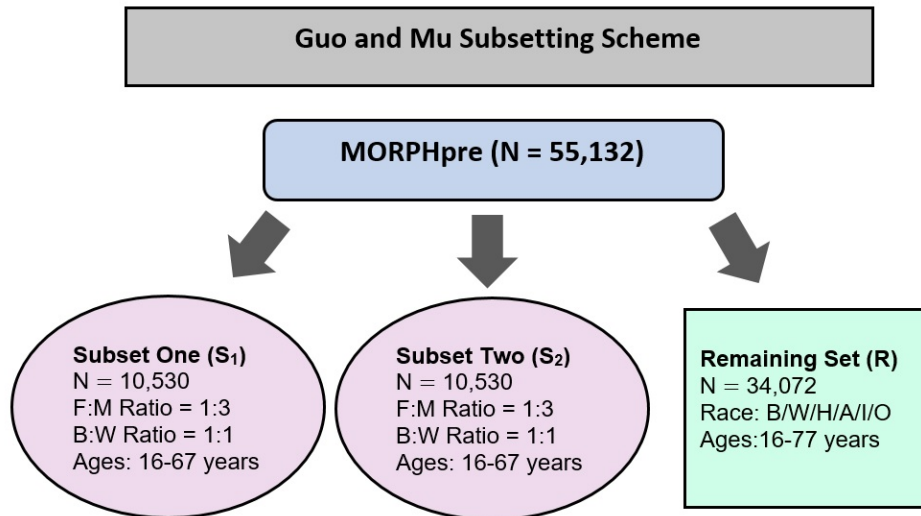 Guo and Mu Subsetting Scheme
MORPHpre (N = 55,132)
Subset One (S₁)
N = 10,530
F:M Ratio = 1:3
B:W Ratio = 1:1
Ages: 16-67 years
Subset Two (S₂)
N = 10,530
F:M Ratio = 1:3
B:W Ratio = 1:1
Ages: 16-67 years
Remaining Set (R)
N = 34,072
Race: B/W/H/A/I/O
Ages:16-77 years